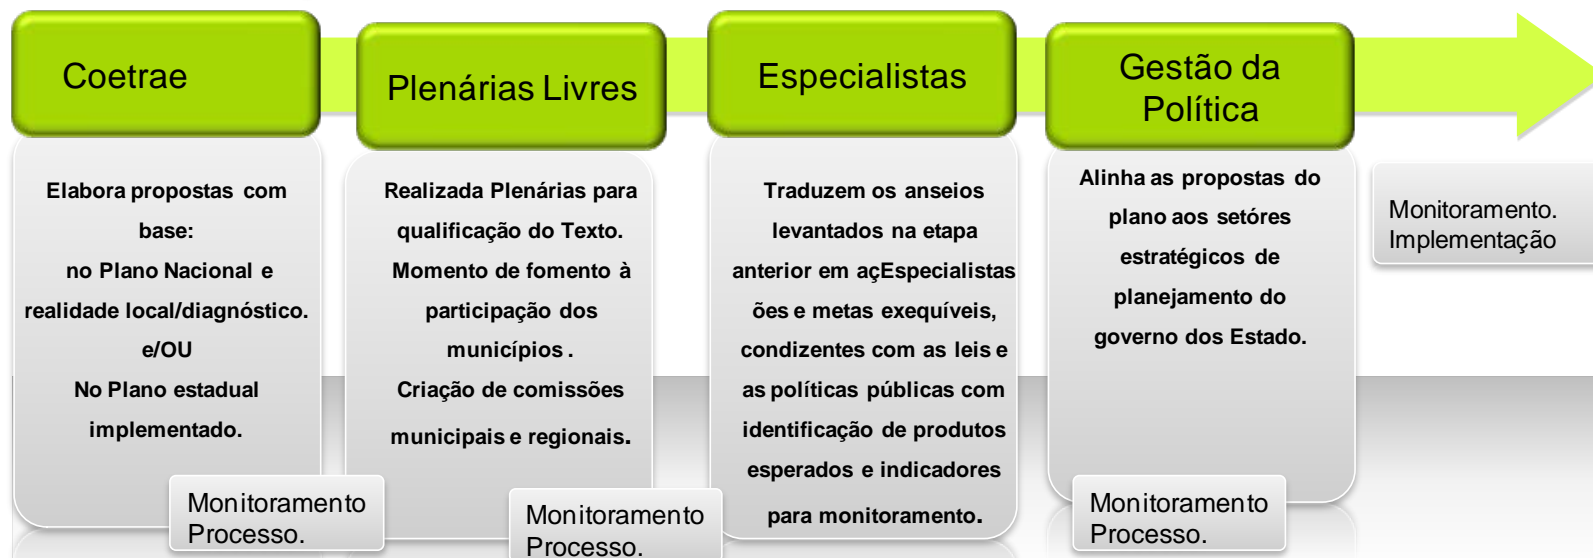 Coetrae
Elabora propostas com
base:
no Plano Nacional e
realidade local/diagnóstico.
e/OU
No Plano estadual
implementado.
Monitoramento
Processo.
Plenárias Livres
Realizada Plenárias para
qualificação do Texto.
Momento de fomento à
participação dos
municípios .
Criação de comissões
municipais e regionais.
Monitoramento
Processo.
Especialistas
Traduzem os anseios
levantados na etapa
anterior em açEspecialistas
ões e metas exequíveis,
condizentes com as leis e
as políticas públicas com
identificação de produtos
esperados e indicadores
para monitoramento.
Gestão da
Política
Alinha as propostas do
plano aos setóres
estratégicos de
planejamento do
governo dos Estado.
Monitoramento
Processo.
Monitoramento.
Implementação